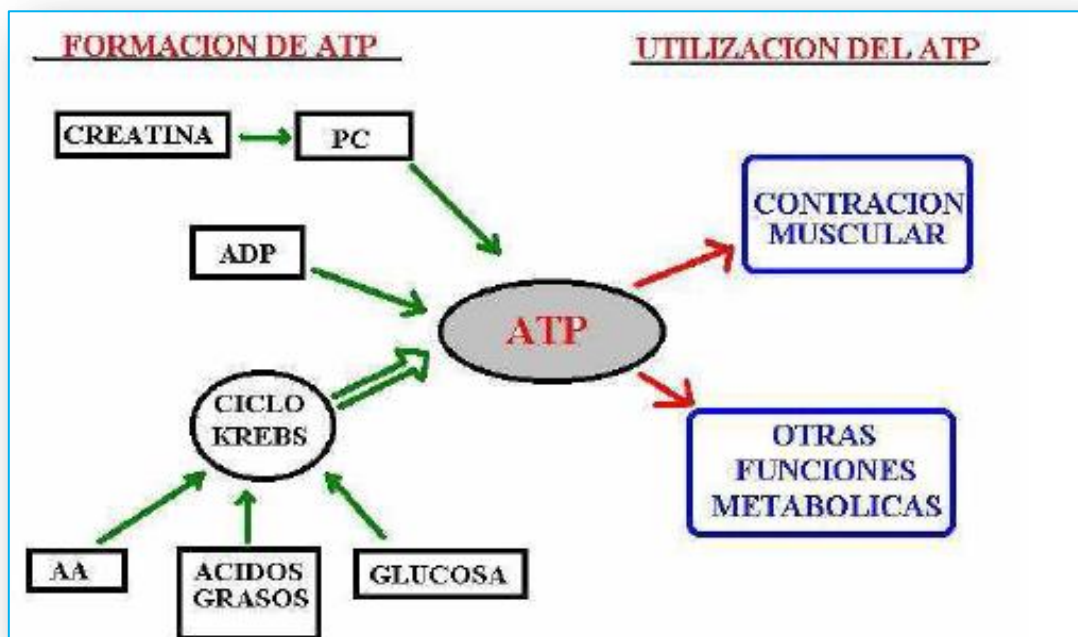 FORMACION DE ATP
UTILIZACION DEL ATP
CREATINA
PC
CONTRACION
MUSCULAR
ADP
ATP
CICLO
KREBS
OTRAS
FUNCIONES
METABOLICAS
AA
ACIDOS
GRASOS
GLUCOSA